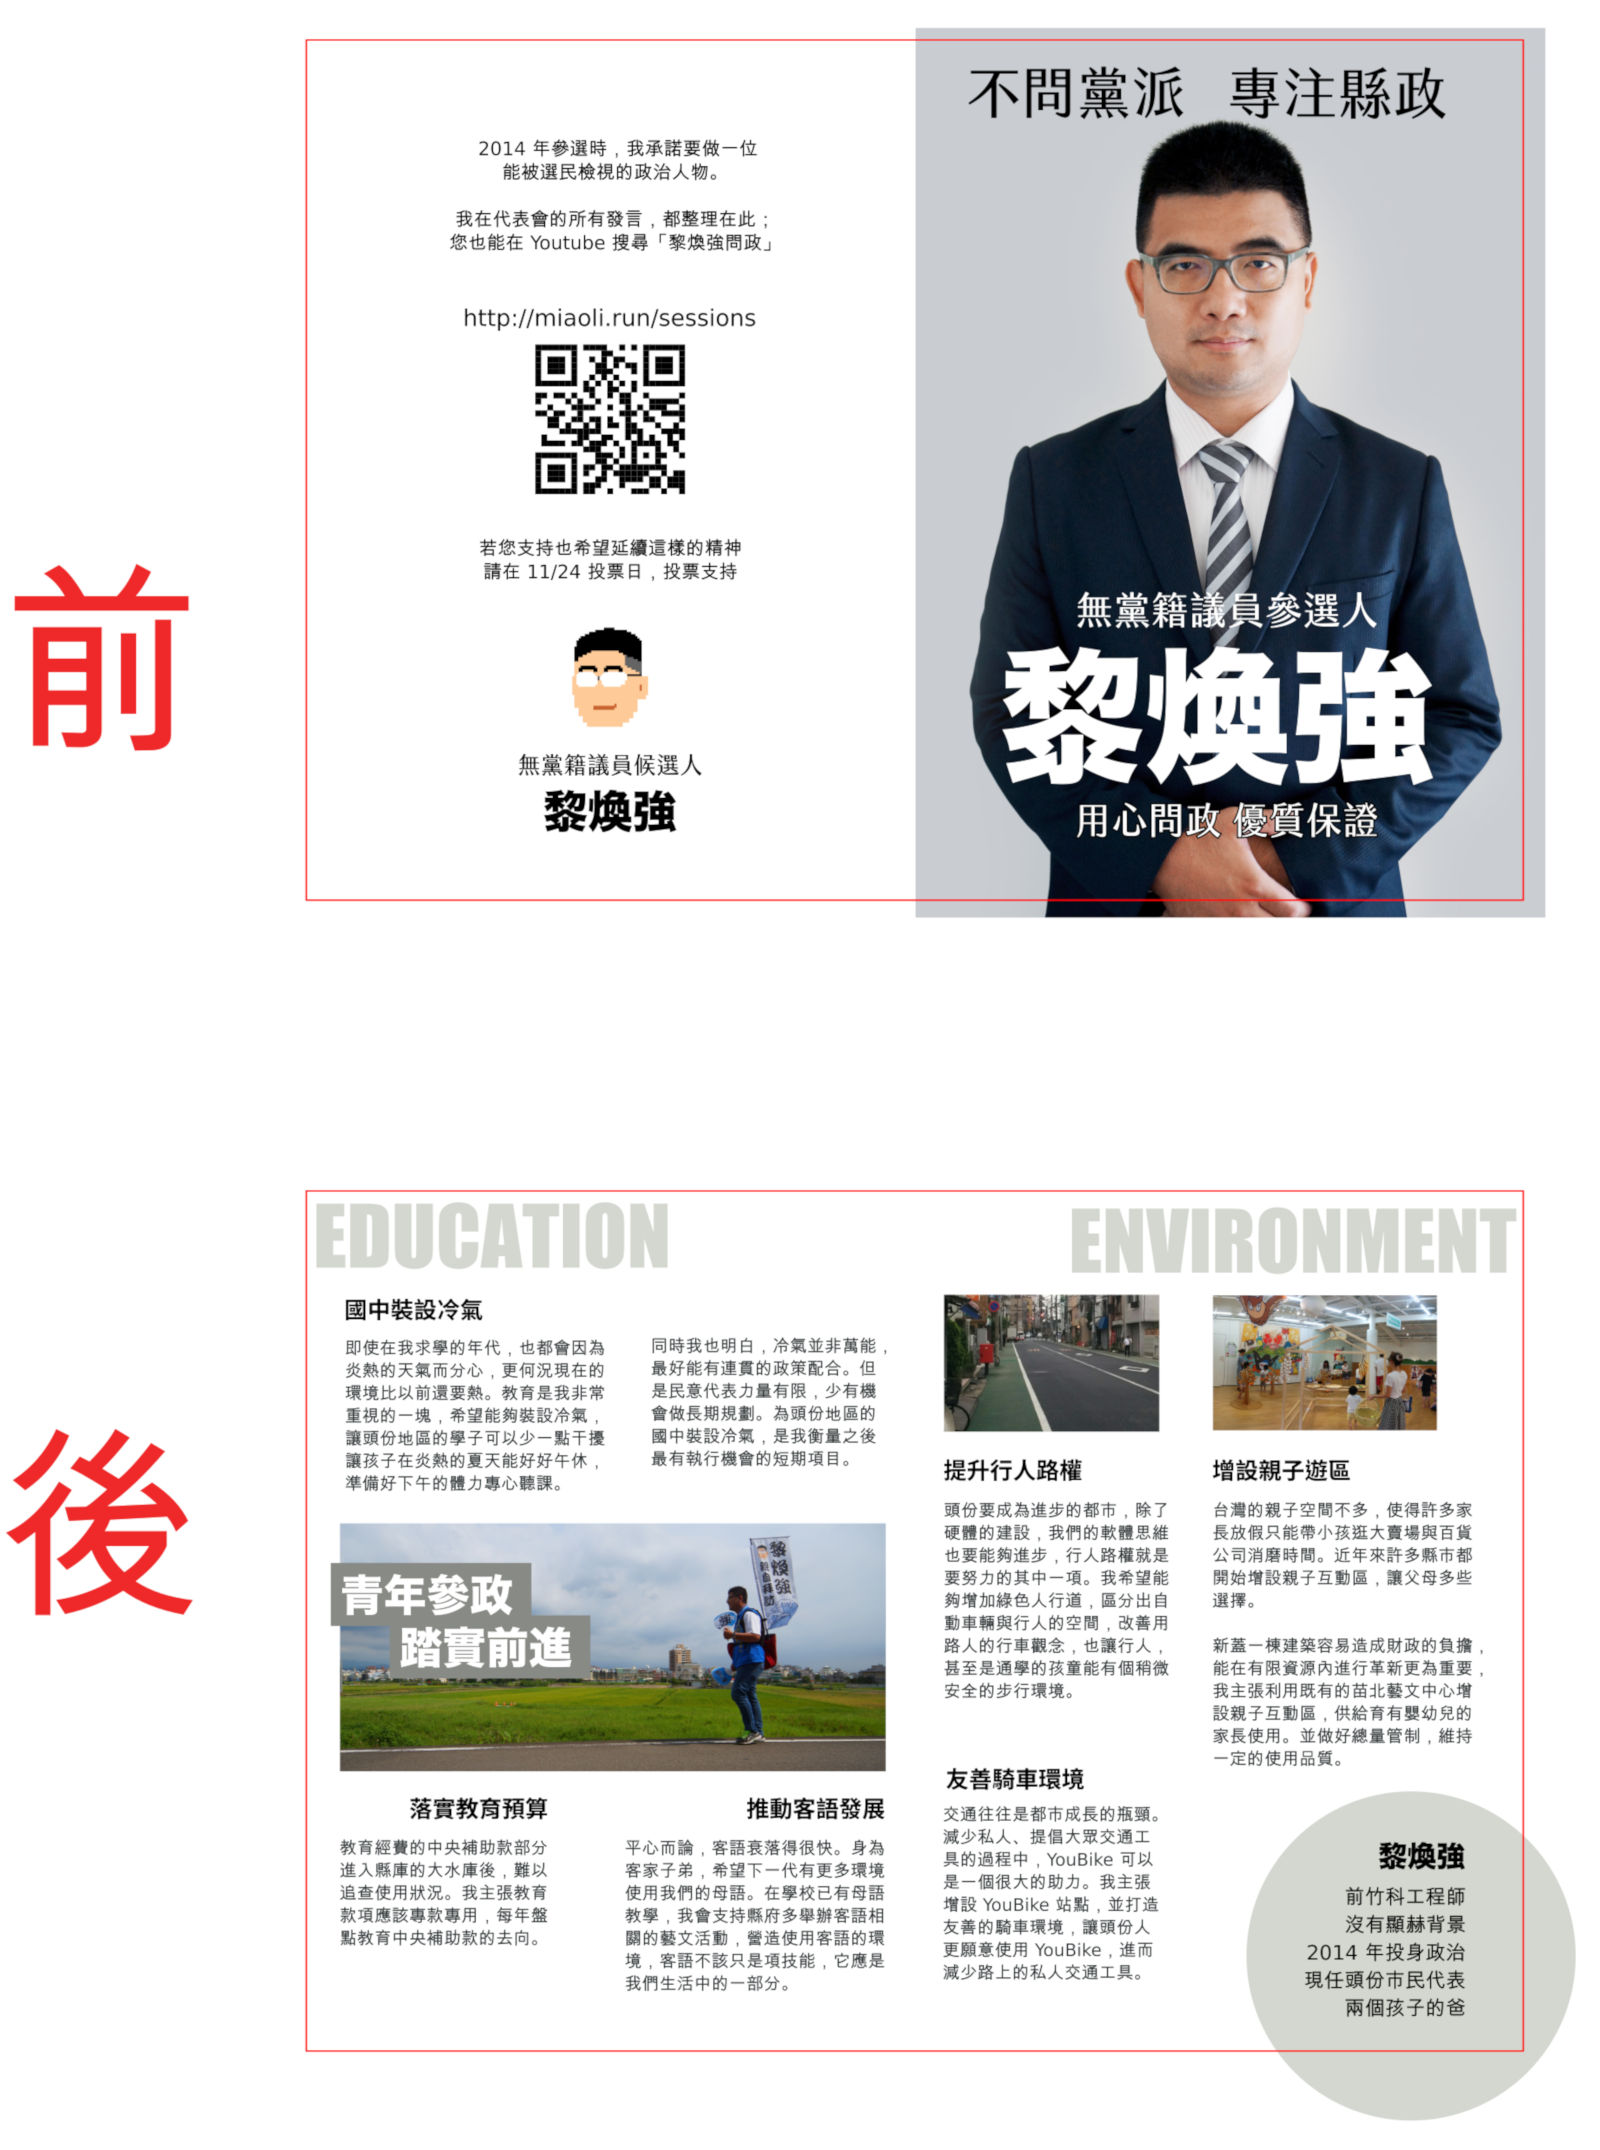 前
2014 年參選時，我承諾要做一位
能被選民檢視的政治人物。
我在代表會的所有發言，都整理在此；
您也能在 Youtube 搜尋「黎煥強問政」
http://miaoli.run/sessions
若您支持也希望延續這樣的精神
請在 11/24 投票日，投票支持
無黨籍議員候選人
黎煥強
不問黨派 專注縣政
無黨籍議員參選人
黎煥強
用心問政 優質保證
後
EDUCATION
國中裝設冷氣
即使在我求學的年代，也都會因為
炎熱的天氣而分心，更何況現在的
環境比以前還要熱。教育是我非常
重視的一塊，希望能夠裝設冷氣，
讓頭份地區的學子可以少一點干擾
讓孩子在炎熱的夏天能好好午休，
準備好下午的體力專心聽課。
同時我也明白，冷氣並非萬能，
最好能有連貫的政策配合。但
是民意代表力量有限，少有機
會做長期規劃。為頭份地區的
國中裝設冷氣，是我衡量之後
最有執行機會的短期項目。
青年參政
踏實前進
黎煥強
親自拜訪
落實教育預算
教育經費的中央補助款部分
進入縣庫的大水庫後，難以
追查使用狀況。我主張教育
款項應該專款專用，每年盤
點教育中央補助款的去向。
推動客語發展
平心而論，客語衰落得很快。身為
客家子弟，希望下一代有更多環境
使用我們的母語。在學校已有母語
教學，我會支持縣府多舉辦客語相
關的藝文活動，營造使用客語的環
境，客語不該只是項技能，它應是
我們生活中的一部分。
ENVIRONMENT
提升行人路權
頭份要成為進步的都市，除了
硬體的建設，我們的軟體思維
也要能夠進步，行人路權就是
要努力的其中一項。我希望能
夠增加綠色人行道，區分出自
動車輛與行人的空間，改善用
路人的行車觀念，也讓行人，
甚至是通學的孩童能有個稍微
安全的步行環境。
友善騎車環境
交通往往是都市成長的瓶頸。
減少私人、提倡大眾交通工
具的過程中，YouBike 可以
是一個很大的助力。我主張
增設 YouBike 站點，並打造
友善的騎車環境，讓頭份人
更願意使用 YouBike，進而
減少路上的私人交通工具。
增設親子遊區
台灣的親子空間不多，使得許多家
長放假只能帶小孩逛大賣場與百貨
公司消磨時間。近年來許多縣市都
開始增設親子互動區，讓父母多些
選擇。
新蓋一棟建築容易造成財政的負擔，
能在有限資源內進行革新更為重要，
我主張利用既有的苗北藝文中心增
設親子互動區，供給育有嬰幼兒的
家長使用。並做好總量管制，維持
一定的使用品質。
黎煥強
前竹科工程師
沒有顯赫背景
2014 年投身政治
現任頭份市民代表
兩個孩子的爸